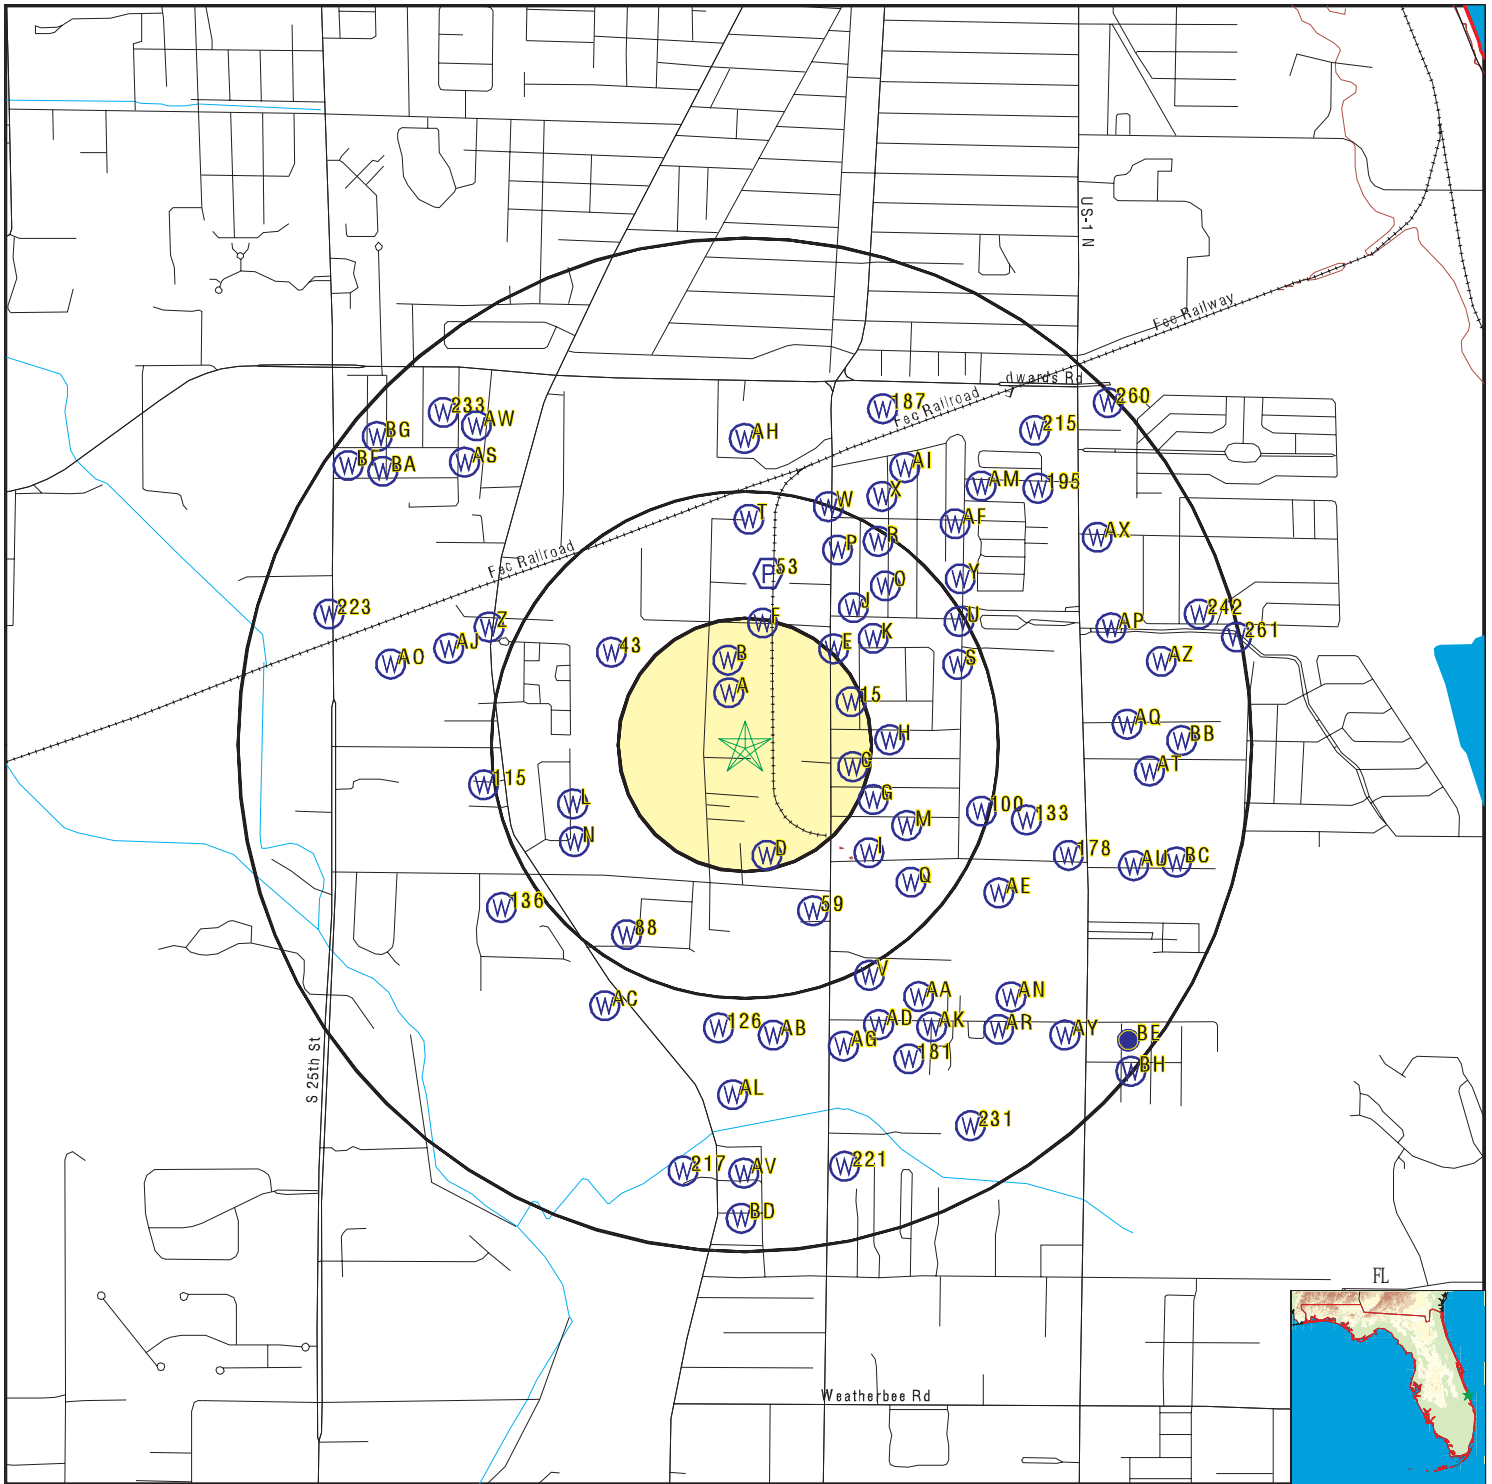 US-1 N
Fec Railway
dwards Rd
260
187
Fec Railroad
215
233
AW
BG
AH
BF
BA
AS
AI
AM
195
X
W
T
AF
AX
R
P
Fec Railroad
P 53
Y
O
J
223
F
U
242
Z
AP
261
K
43
AJ
E
B
S
AZ
AO
A
15
AQ
H
BB
C
AT
115
L
G
100
133
M
N
I
D
178
AU
BC
Q
AE
136
59
88
V
AA
AN
AC
126
AB
AD
AK
AR
AY
AG
BE
181
BH
S 25th St
AL
231
217
AV
221
BD
FL
Weatherbee Rd